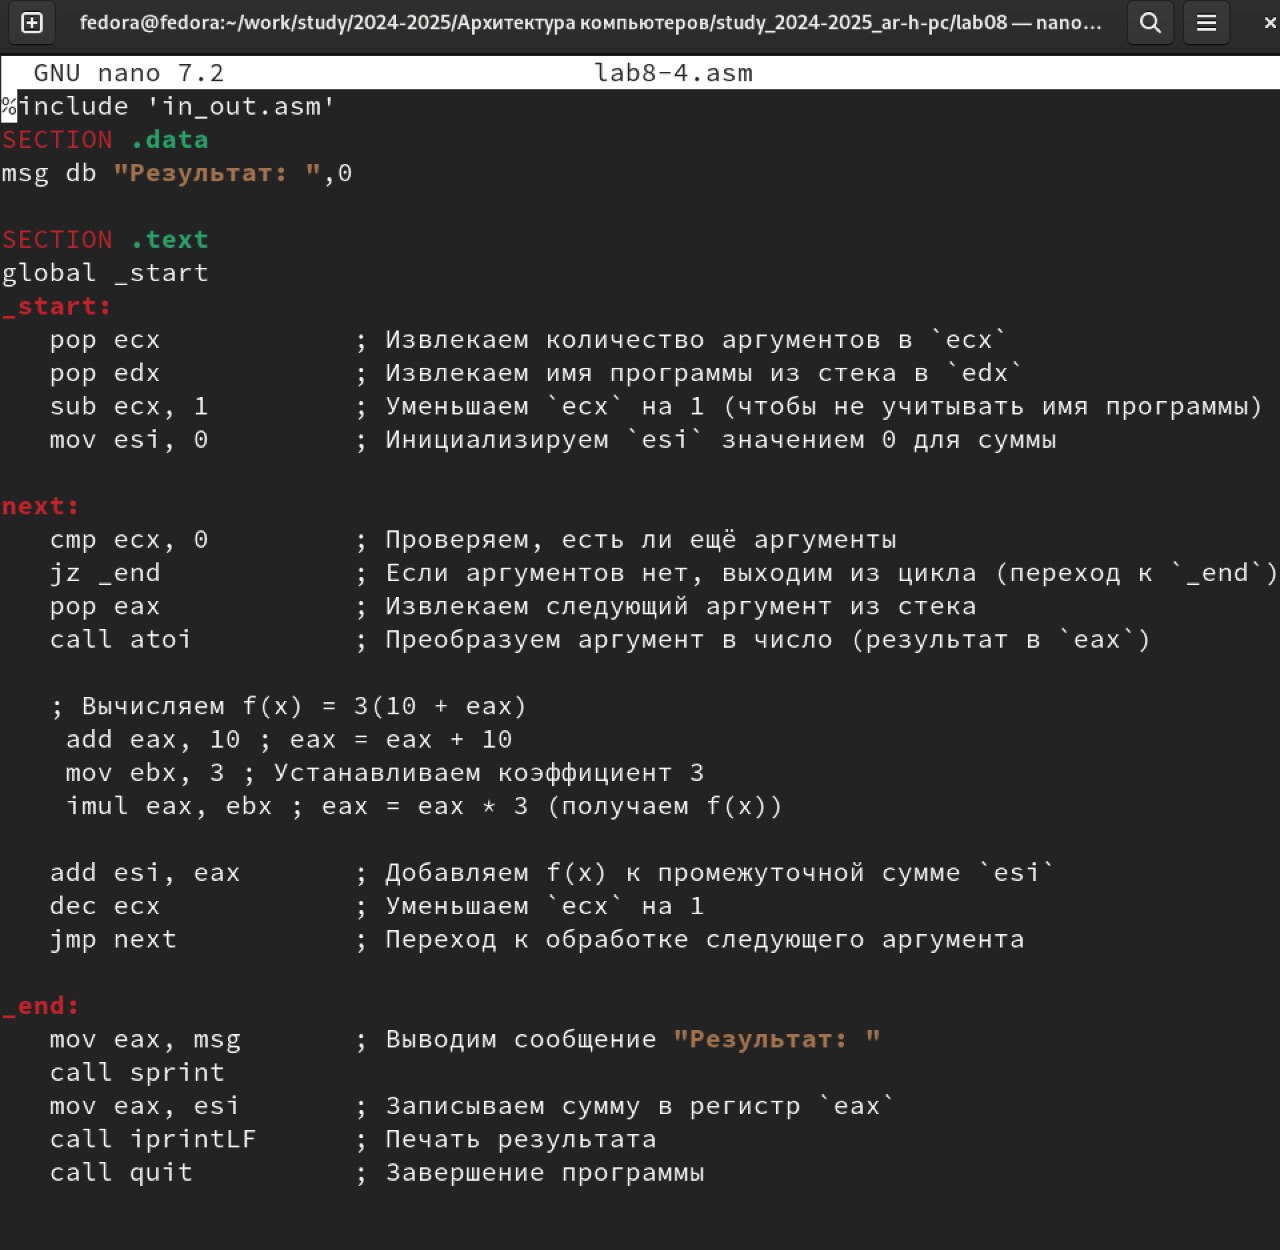 fedora@fedora:~/work/study/2024-2025/Архитектура компьютеров/study_2024-2025_ar-h-pc/lab08 — nano...
GNU nano 7.2 lab8-4.asm
%include 'in_out.asm'
SECTION .data
msg db "Результат: ",0
SECTION .text
global _start
_start:
pop ecx ; Извлекаем количество аргументов в `ecx`
pop edx ; Извлекаем имя программы из стека в `edx`
sub ecx, 1 ; Уменьшаем `ecx` на 1 (чтобы не учитывать имя программы)
mov esi, 0 ; Инициализируем `esi` значением 0 для суммы
next:
cmp ecx, 0 ; Проверяем, есть ли ещё аргументы
jz _end ; Если аргументов нет, выходим из цикла (переход к `_end`)
pop eax ; Извлекаем следующий аргумент из стека
call atoi ; Преобразуем аргумент в число (результат в `eax`)
; Вычисляем f(x) = 3(10 + eax)
add eax, 10 ; eax = eax + 10
mov ebx, 3 ; Устанавливаем коэффициент 3
imul eax, ebx ; eax = eax * 3 (получаем f(x))
add esi, eax ; Добавляем f(x) к промежуточной сумме `esi`
dec ecx ; Уменьшаем `ecx` на 1
jmp next ; Переход к обработке следующего аргумента
_end:
mov eax, msg ; Выводим сообщение "Результат: "
call sprint
mov eax, esi ; Записываем сумму в регистр `eax`
call iprintLF ; Печать результата
call quit ; Завершение программы